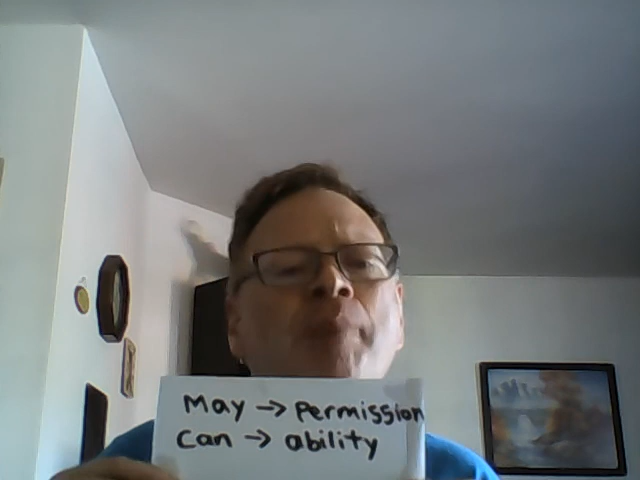 May → Permission
Can → ability